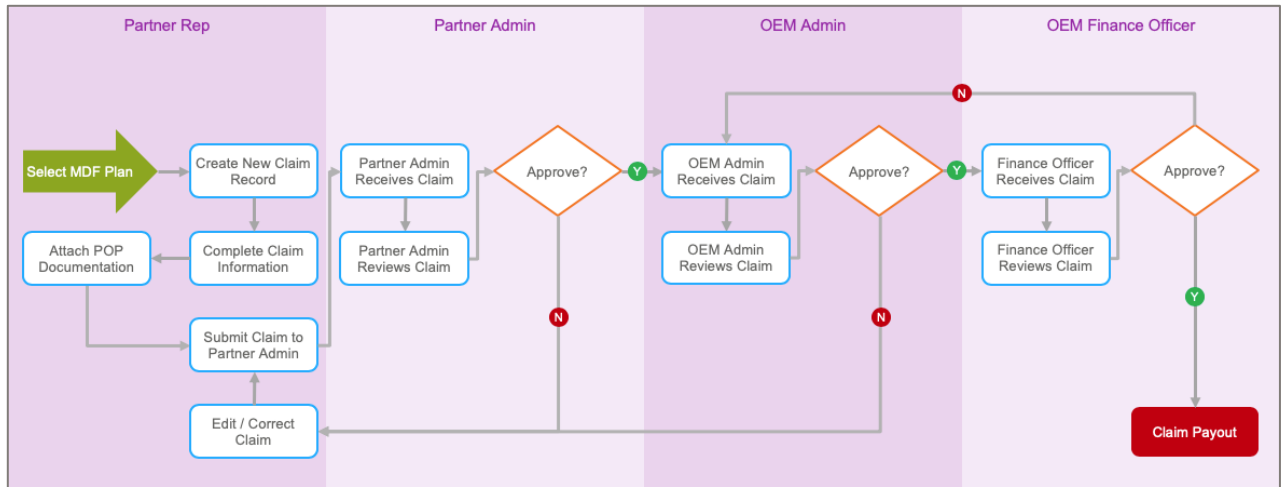 Partner Rep
Partner Admin
OEM Admin
OEM Finance Officer
Select MDF Plan
Create New Claim
Record
Complete Claim
Information
Attach POP
Documentation
Submit Claim to
Partner Admin
Edit / Correct
Claim
Partner Admin
Receives Claim
Partner Admin
Reviews Claim
Approve?
Y
N
OEM Admin
Receives Claim
OEM Admin
Reviews Claim
Approve?
Y
N
Finance Officer
Receives Claim
Finance Officer
Reviews Claim
Approve?
N
Y
Claim Payout